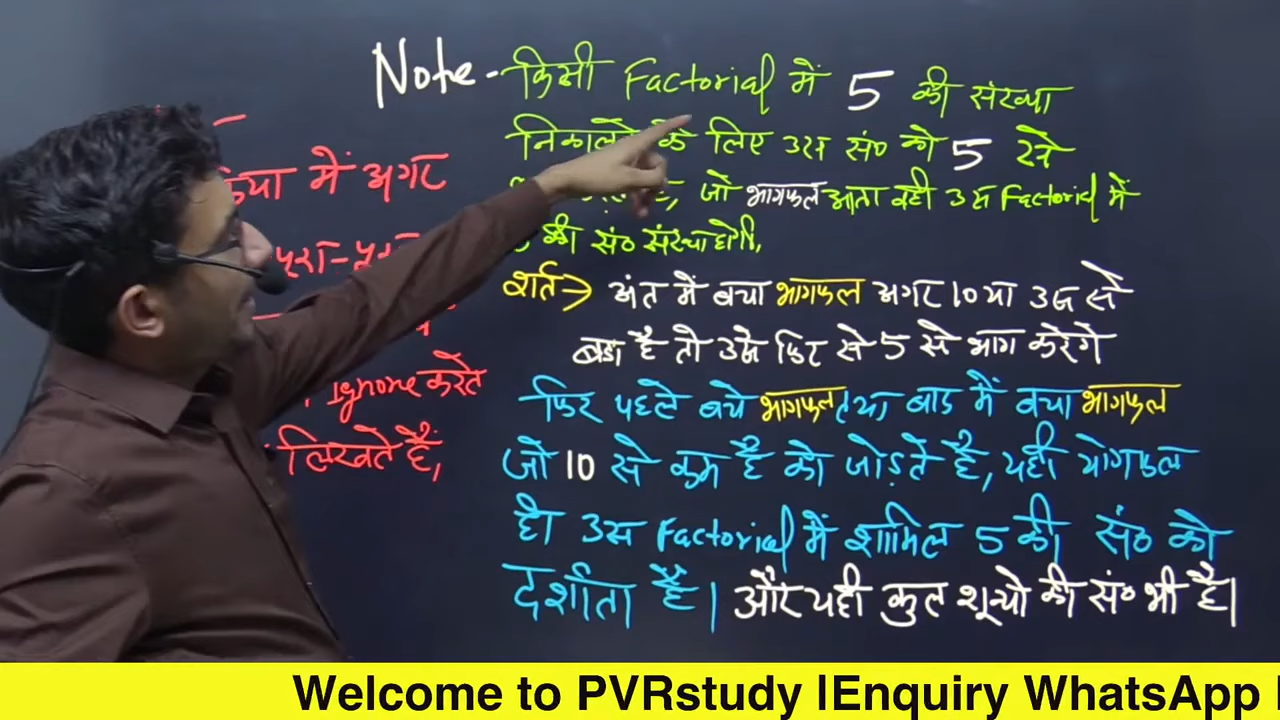 Note - किसी Factorial में 5 की संख्या
निकालने के लिए उस सं० को 5 से
है, जो भागफल आता वही उस Factorial में
की सं० संख्या होगी,
शर्त → अंत में बचा भागफल अगर 10 या उस से
बड़ा है तो उसे फिर से 5 से भाग करेंगे
फिर पहले बचे भागफल तथा बाद में बचा भागफल
जो 10 से कम है को जोड़ते हैं, यही योगफल
ही उस Factorial में शामिल 5 की सं० को
दर्शाता है। और यही कुल शून्यो की सं० भी है।
में अगर
पूरा-पूरा
Ignore करते
लिखते हैं,
Welcome to PVRstudy |Enquiry WhatsApp